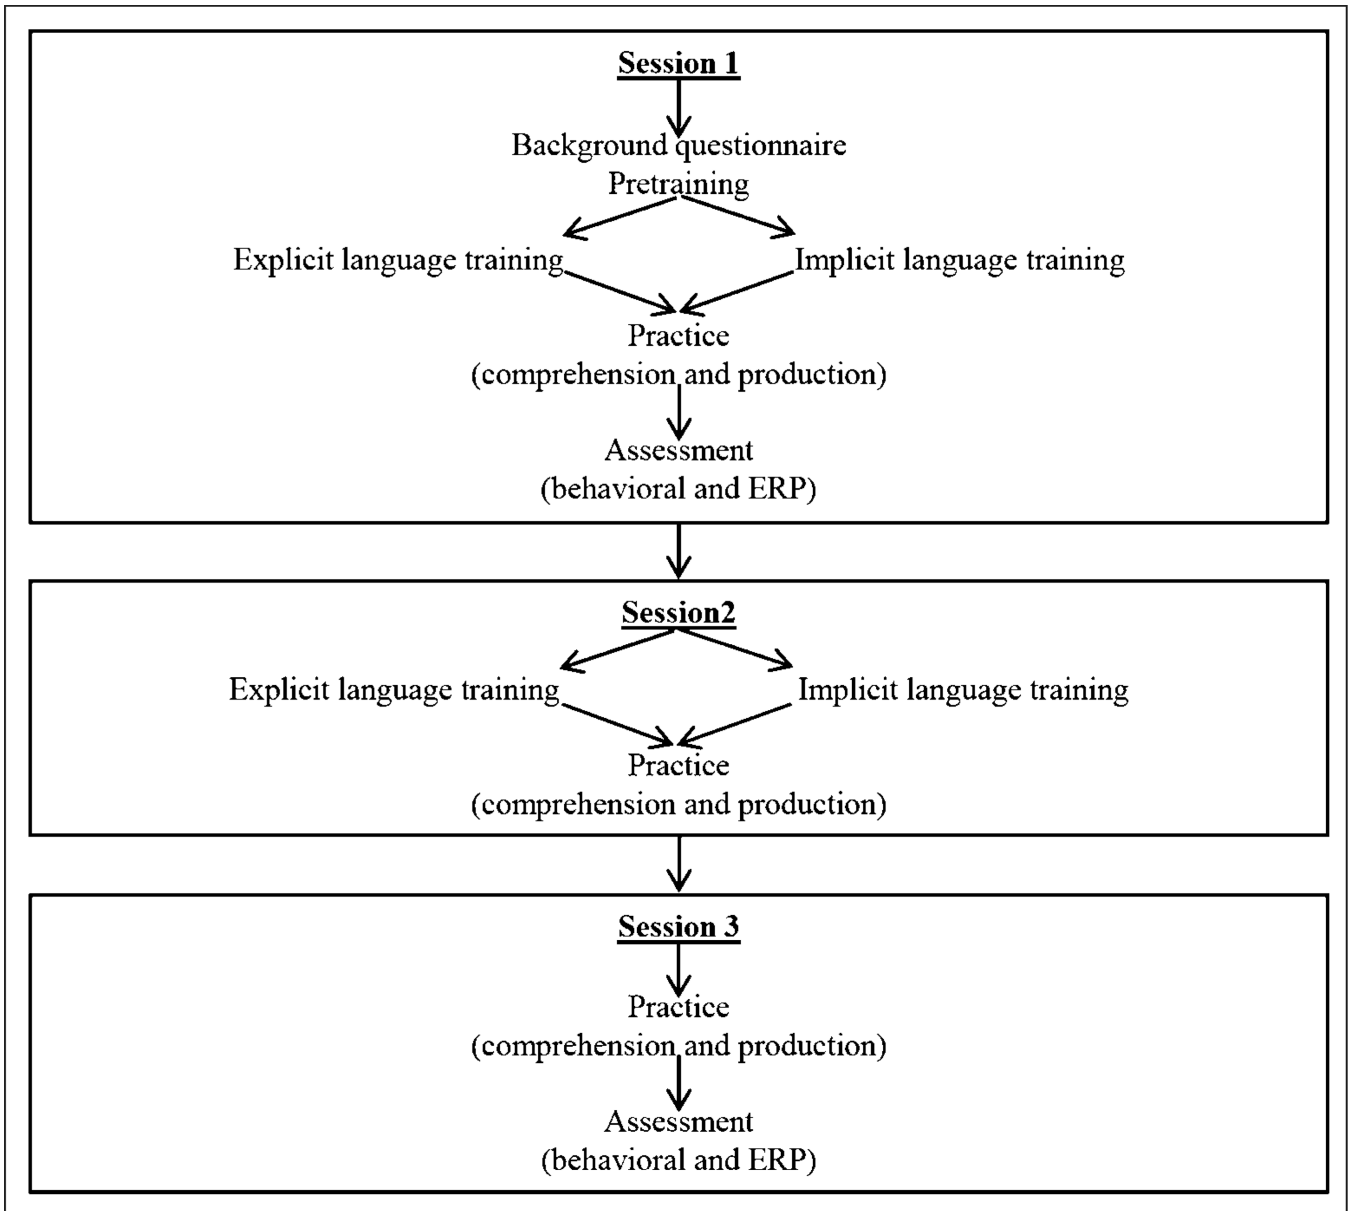 Session 1
Background questionnaire
Pretraining
Explicit language training Implicit language training
Practice
(comprehension and production)
Assessment
(behavioral and ERP)
Session2
Explicit language training Implicit language training
Practice
(comprehension and production)
Session 3
Practice
(comprehension and production)
Assessment
(behavioral and ERP)